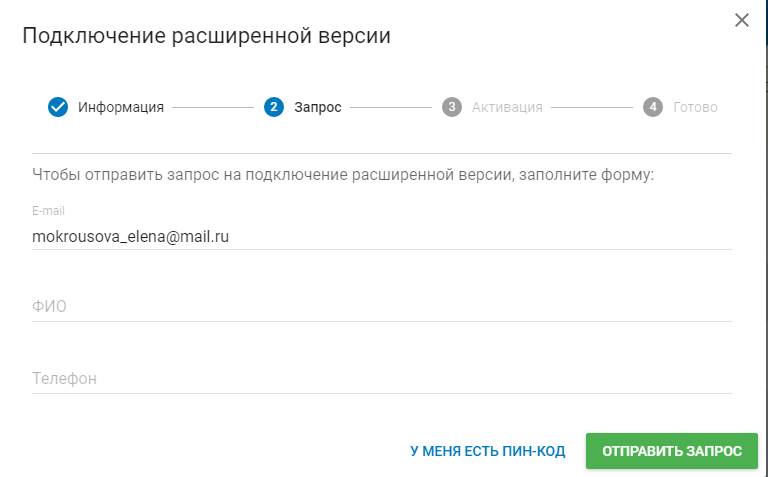 Подключение расширенной версии
Информация 2 Запрос 3 Активация 4 Готово
Чтобы отправить запрос на подключение расширенной версии, заполните форму:
E-mail
mokrousova_elena@mail.ru
ФИО
Телефон
У МЕНЯ ЕСТЬ ПИН-КОД ОТПРАВИТЬ ЗАПРОС